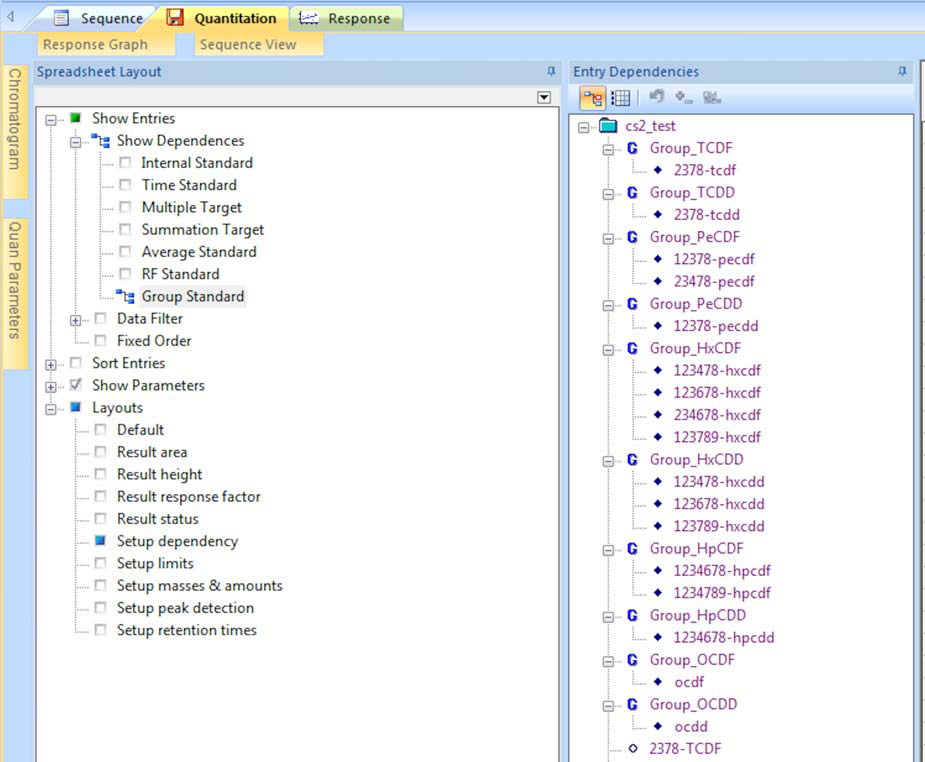 Sequence
Quantitation
Response
Response Graph
Sequence View
Chromatogram
Quan Parameters
Spreadsheet Layout
Show Entries
Show Dependences
Internal Standard
Time Standard
Multiple Target
Summation Target
Average Standard
RF Standard
Group Standard
Data Filter
Fixed Order
Sort Entries
Show Parameters
Layouts
Default
Result area
Result height
Result response factor
Result status
Setup dependency
Setup limits
Setup masses & amounts
Setup peak detection
Setup retention times
Entry Dependencies
cs2_test
G Group_TCDF
2378-tcdf
G Group_TCDD
2378-tcdd
G Group_PeCDF
12378-pecdf
23478-pecdf
G Group_PeCDD
12378-pecdd
G Group_HxCDF
123478-hxcdf
123678-hxcdf
234678-hxcdf
123789-hxcdf
G Group_HxCDD
123478-hxcdd
123678-hxcdd
123789-hxcdd
G Group_HpCDF
1234678-hpcdf
1234789-hpcdf
G Group_HpCDD
1234678-hpcdd
G Group_OCDF
ocdf
G Group_OCDD
ocdd
2378-TCDF